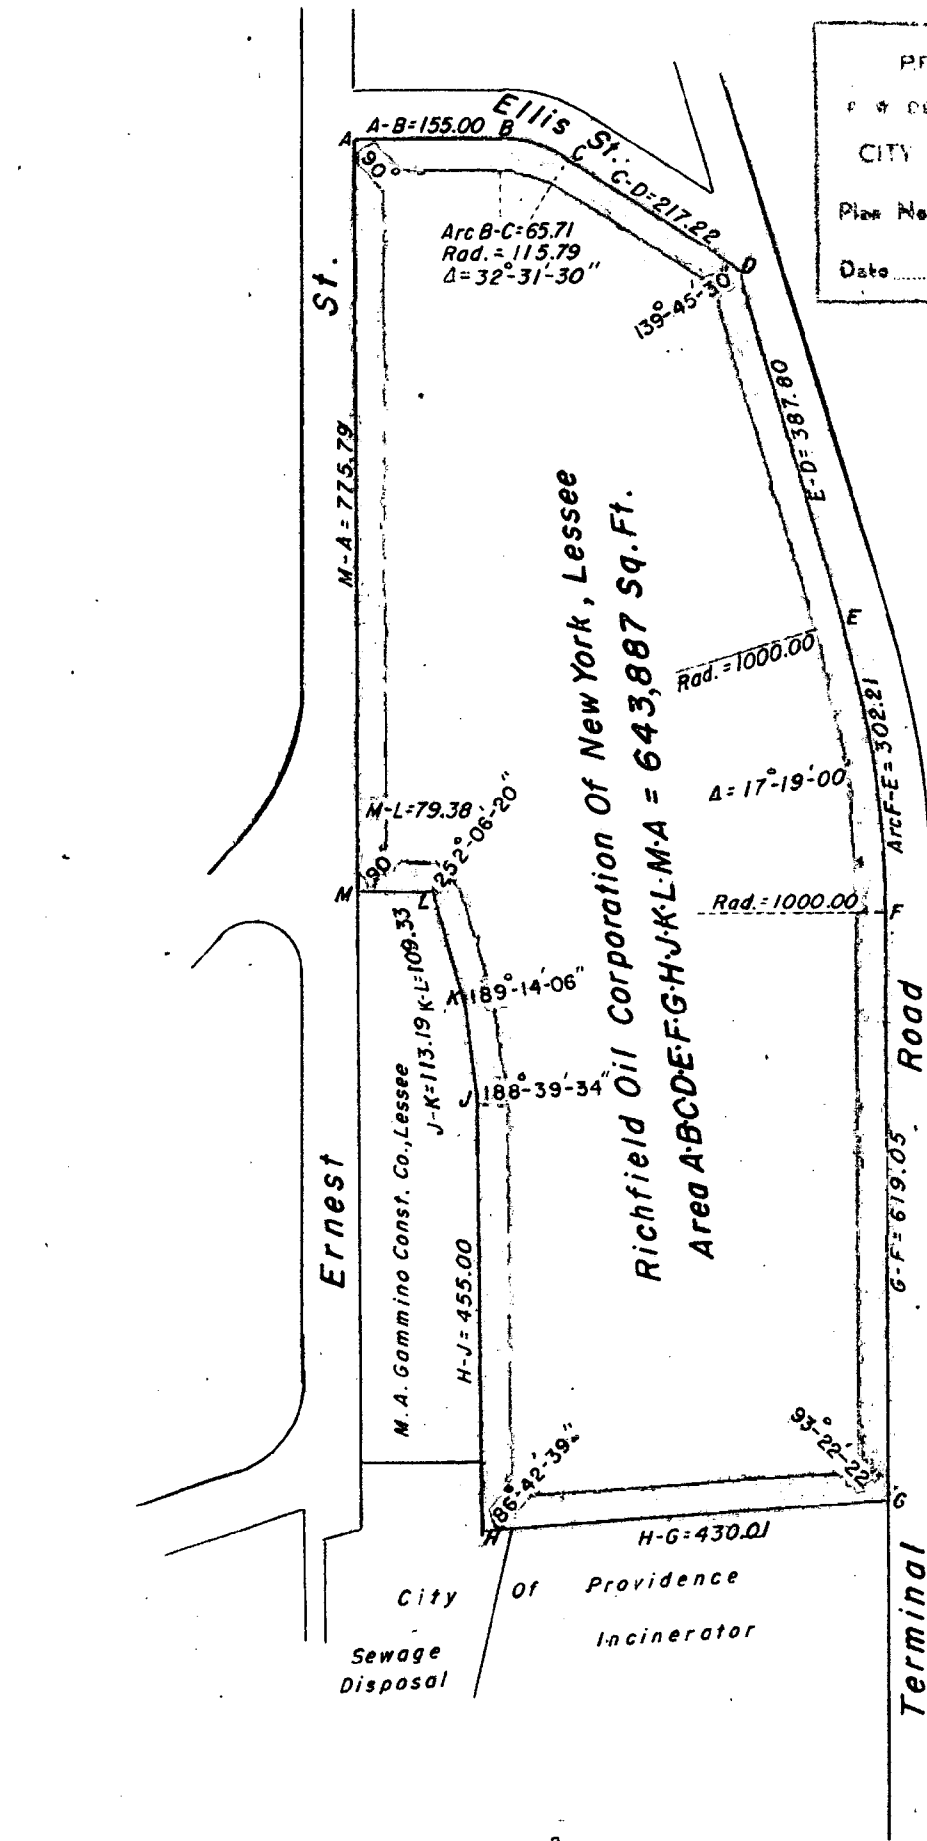 CITY
Plan No
Date
Ellis St.
A
A-B=155.00
B
C
C-D=217.22
D
90°
Arc B-C=65.71
Rad.=115.79
Δ=32°-31'-30"
139°-45'-30"
E-D=387.80
E
Ernest St.
M-A=775.79
Richfield Oil Corporation Of New York, Lessee
Area A·B·C·D·E·F·G·H·J·K·L·M·A = 643,887 Sq.Ft.
Rad.=1000.00
Δ=17°-19'-00
Arc F-E=302.21
Rad.=1000.00
F
M-L=79.38
252°-06'-20"
90°
M
L
K-L=109.33
K
189°-14'-06"
J-K=113.19
J
188°-39'-34"
M.A. Gammino Const. Co., Lessee
H-J=455.00
G-F=619.05
Terminal Road
86°-42'-39"
93°-22'-22"
H
G
H-G=430.01
City Of Providence
Incinerator
Sewage
Disposal